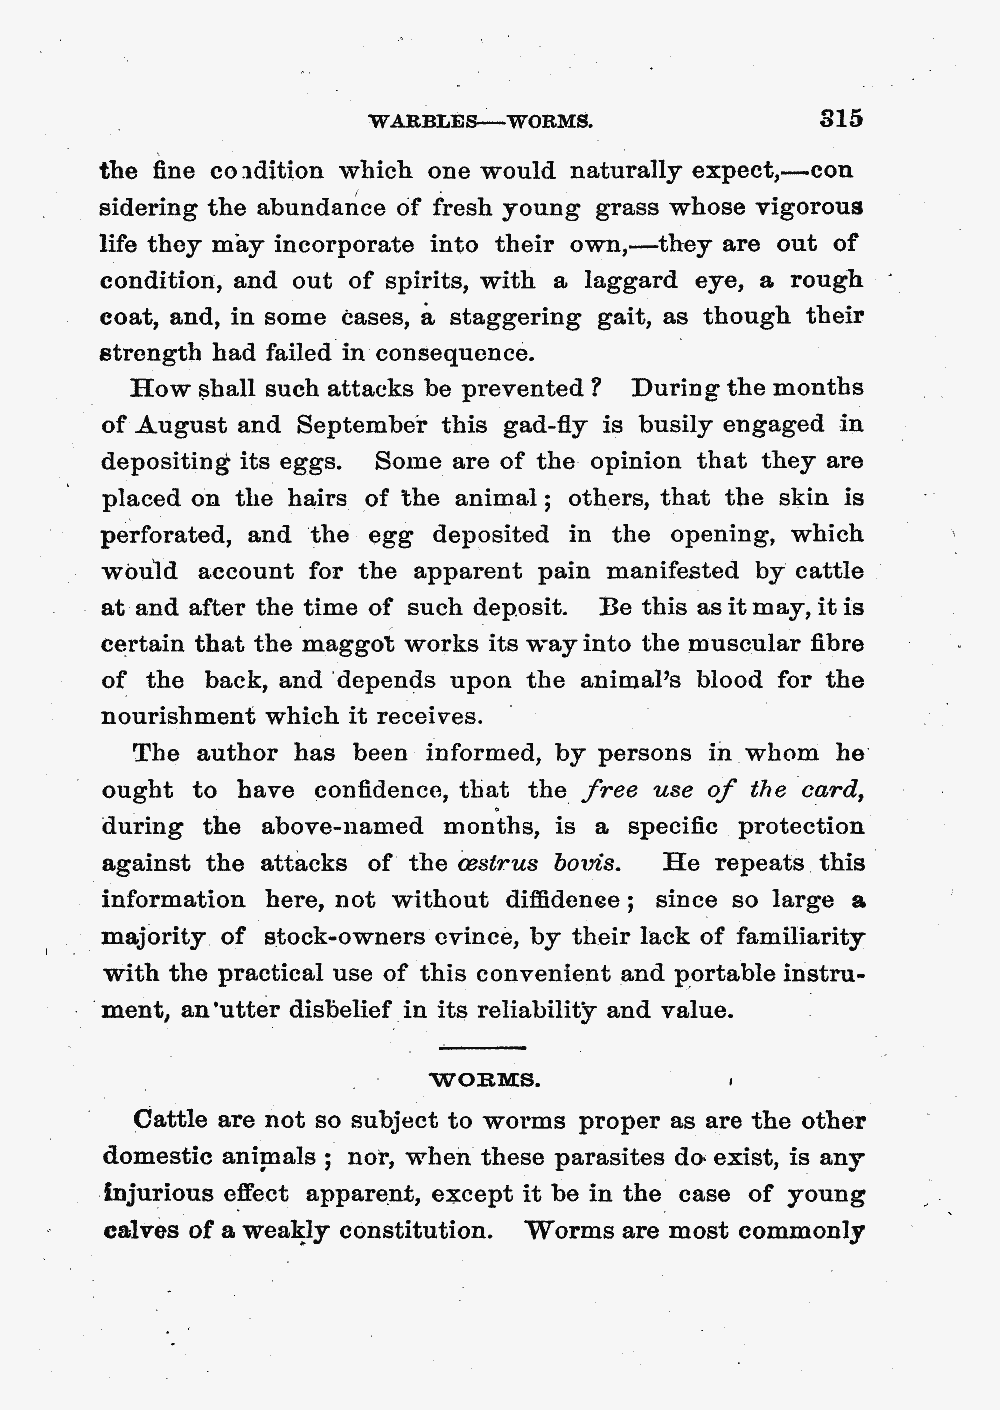 WARBLES—WORMS. 315
the fine condition which one would naturally expect,—con
sidering the abundance of fresh young grass whose vigorous
life they may incorporate into their own,—they are out of
condition, and out of spirits, with a laggard eye, a rough
coat, and, in some cases, a staggering gait, as though their
strength had failed in consequence.
How shall such attacks be prevented? During the months
of August and September this gad-fly is busily engaged in
depositing its eggs. Some are of the opinion that they are
placed on the hairs of the animal; others, that the skin is
perforated, and the egg deposited in the opening, which
would account for the apparent pain manifested by cattle
at and after the time of such deposit. Be this as it may, it is
certain that the maggot works its way into the muscular fibre
of the back, and depends upon the animal's blood for the
nourishment which it receives.
The author has been informed, by persons in whom he
ought to have confidence, that the free use of the card,
during the above-named months, is a specific protection
against the attacks of the œstrus bovis. He repeats this
information here, not without diffidence; since so large a
majority of stock-owners evince, by their lack of familiarity
with the practical use of this convenient and portable instru-
ment, an utter disbelief in its reliability and value.
WORMS.
Cattle are not so subject to worms proper as are the other
domestic animals; nor, when these parasites do exist, is any
injurious effect apparent, except it be in the case of young
calves of a weakly constitution. Worms are most commonly